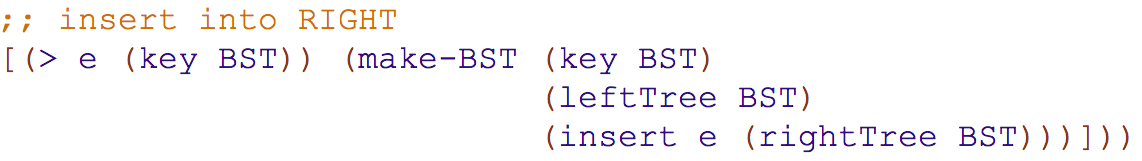 ;; insert into RIGHT
[(> e (key BST)) (make-BST (key BST)
(leftTree BST)
(insert e (rightTree BST)))]))